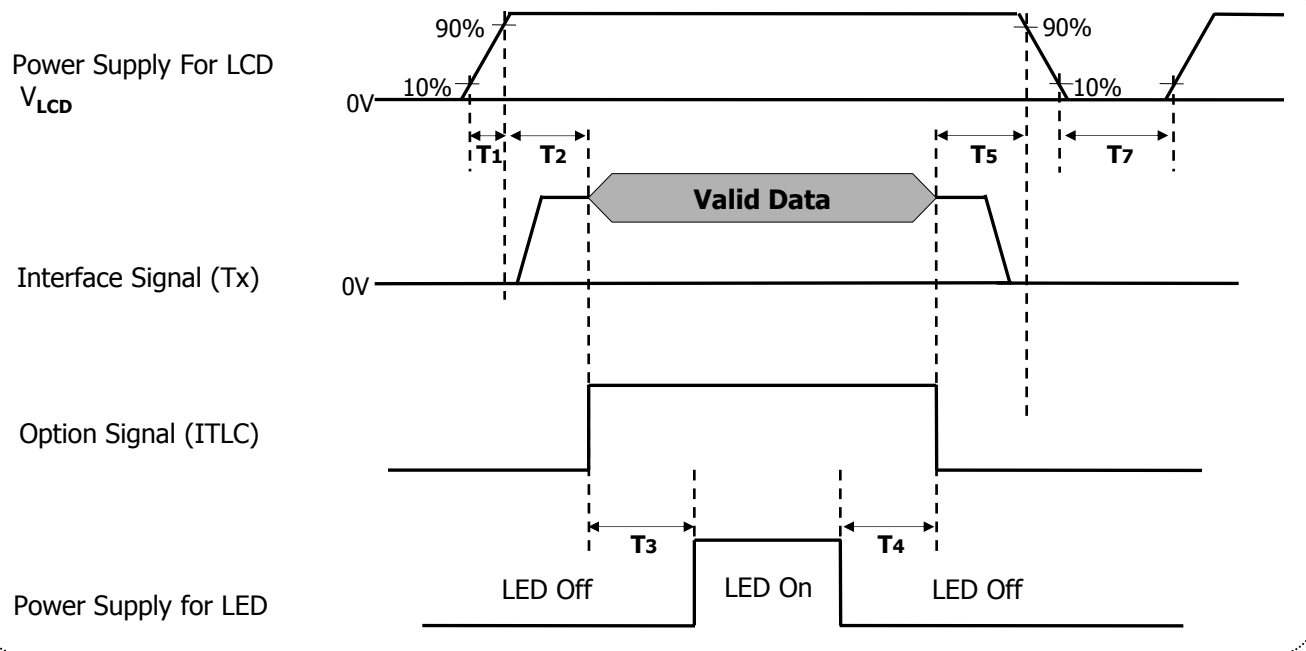 90%
90%
Power Supply For LCD
VLCD
10%
10%
0V
T1
T2
T5
T7
Valid Data
Interface Signal (Tx)
0V
Option Signal (ITLC)
T3
T4
LED Off
LED On
LED Off
Power Supply for LED